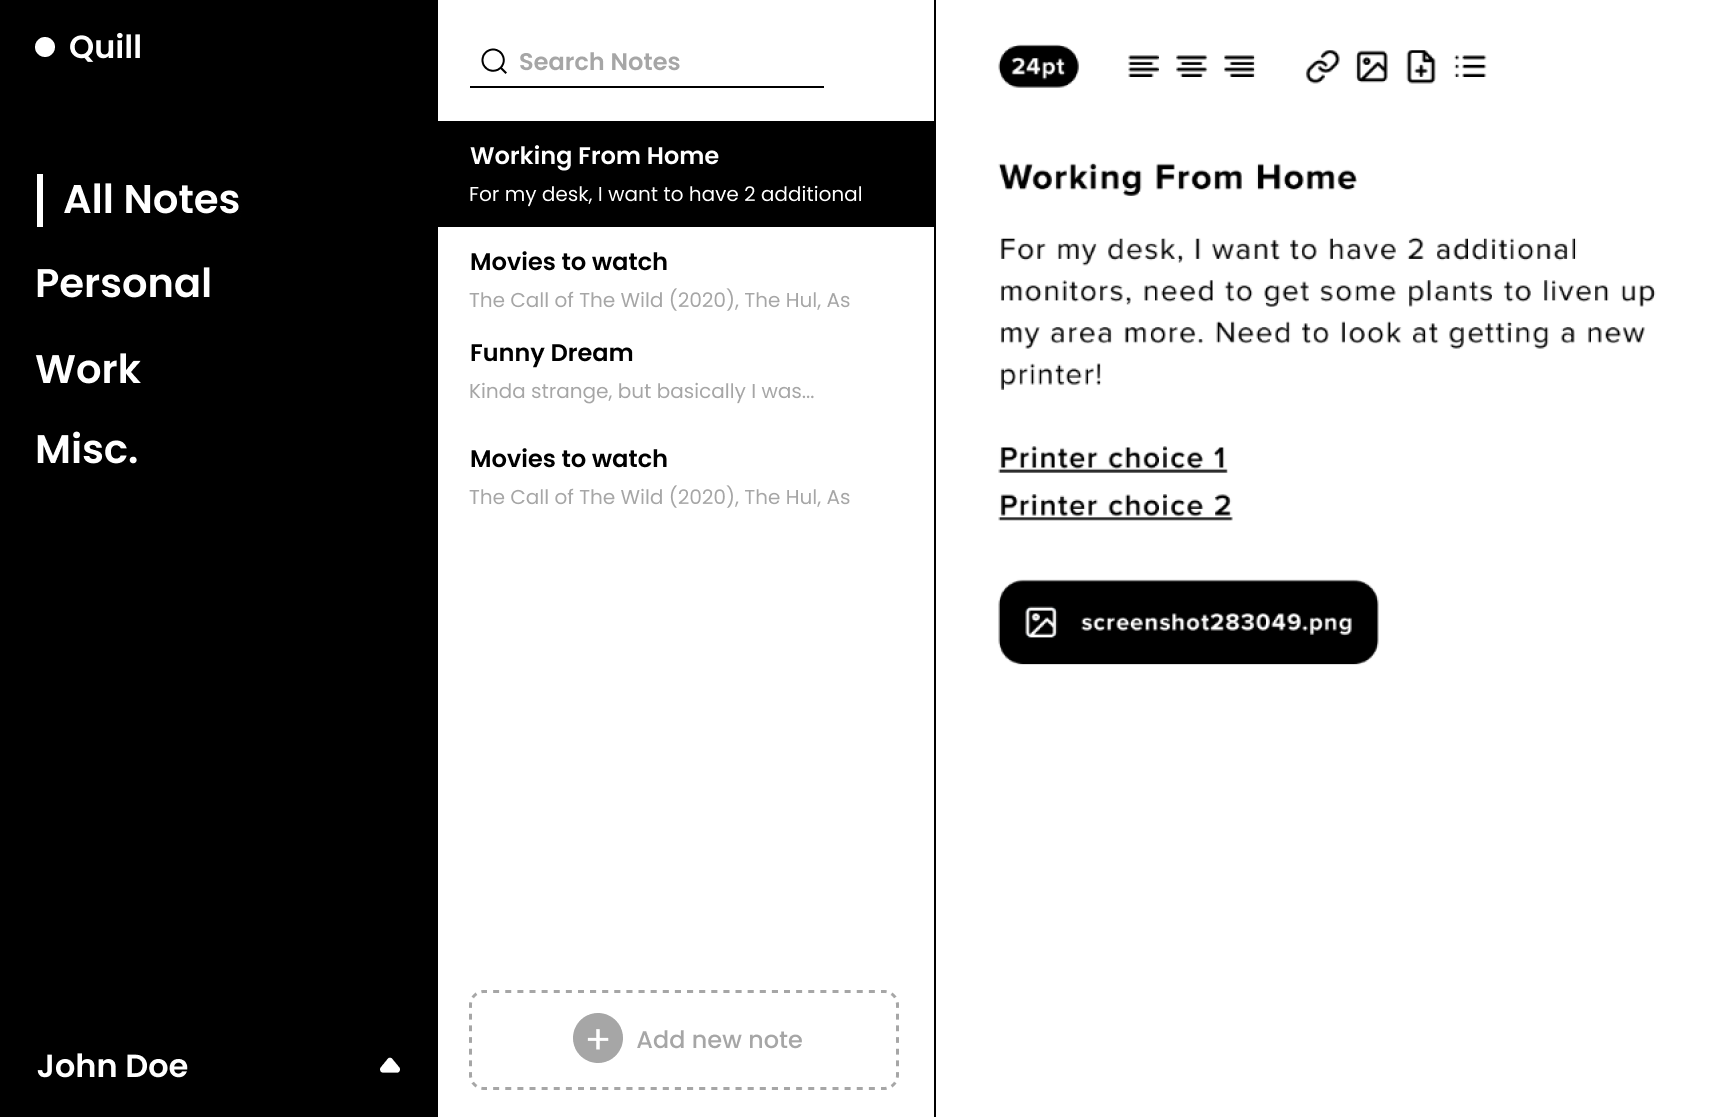 Quill
All Notes
Personal
Work
Misc.
John Doe
Search Notes
Working From Home
For my desk, I want to have 2 additional
Movies to watch
The Call of The Wild (2020), The Hul, As
Funny Dream
Kinda strange, but basically I was...
Movies to watch
The Call of The Wild (2020), The Hul, As
Add new note
24pt
Working From Home
For my desk, I want to have 2 additional
monitors, need to get some plants to liven up
my area more. Need to look at getting a new
printer!
Printer choice 1
Printer choice 2
screenshot283049.png